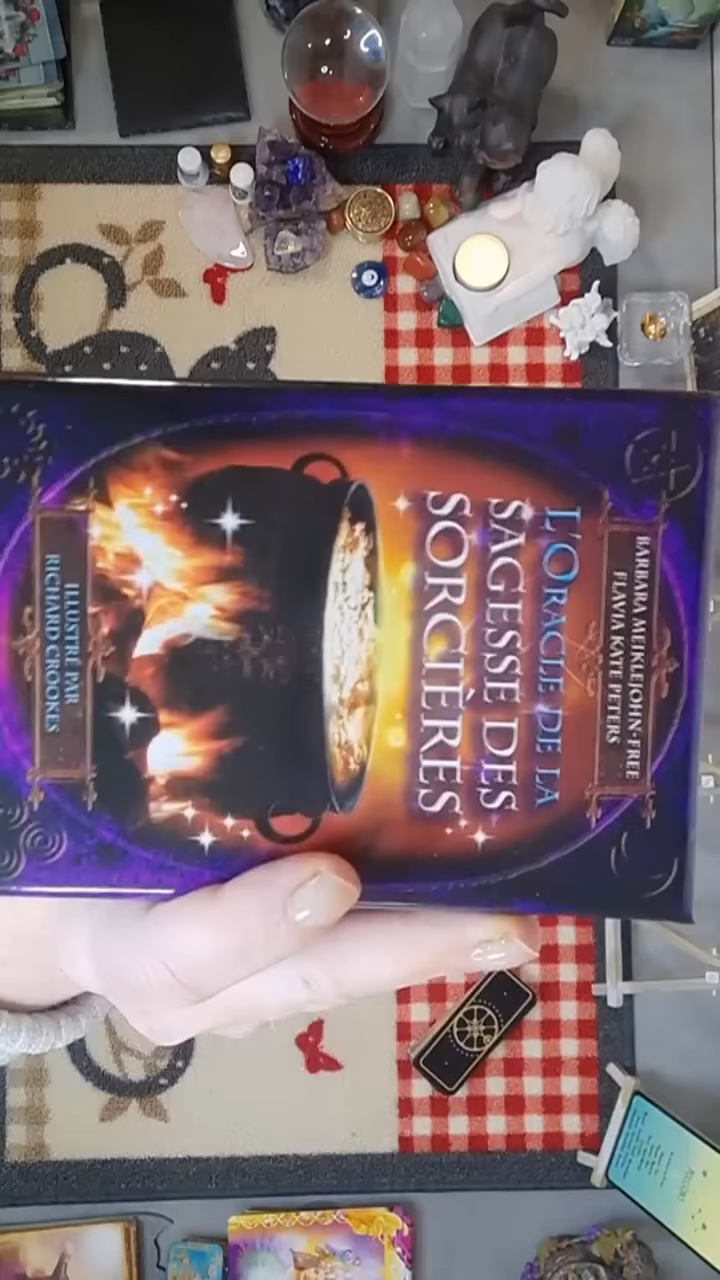 BARBARA MEIKLEJOHN-FREE
FLAVIA KATE PETERS
L'ORACLE DE LA
SAGESSE DES
SORCIÈRES
ILLUSTRÉ PAR
RICHARD CROOKES